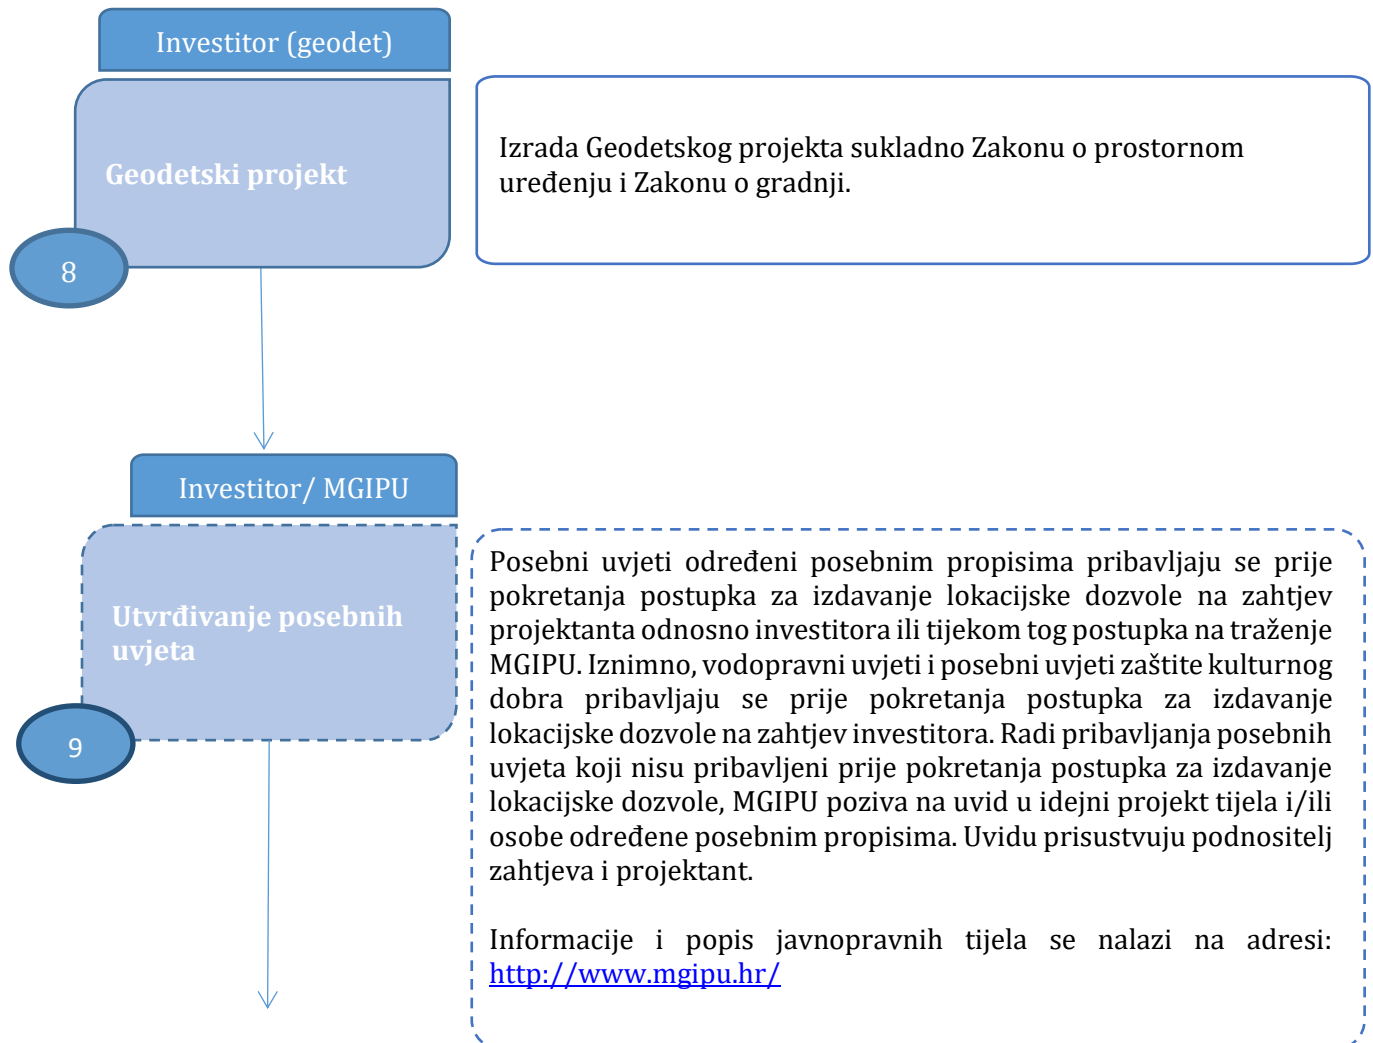 Investitor (geodet)
Geodetski projekt
8
Izrada Geodetskog projekta sukladno Zakonu o prostornom
uređenju i Zakonu o gradnji.
Investitor/ MGIPU
Utvrđivanje posebnih
uvjeta
9
Posebni uvjeti određeni posebnim propisima pribavljaju se prije
pokretanja postupka za izdavanje lokacijske dozvole na zahtjev
projektanta odnosno investitora ili tijekom tog postupka na traženje
MGIPU. Iznimno, vodopravni uvjeti i posebni uvjeti zaštite kulturnog
dobra pribavljaju se prije pokretanja postupka za izdavanje
lokacijske dozvole na zahtjev investitora. Radi pribavljanja posebnih
uvjeta koji nisu pribavljeni prije pokretanja postupka za izdavanje
lokacijske dozvole, MGIPU poziva na uvid u idejni projekt tijela i/ili
osobe određene posebnim propisima. Uvidu prisustvuju podnositelj
zahtjeva i projektant.
Informacije i popis javnopravnih tijela se nalazi na adresi:
http://www.mgipu.hr/